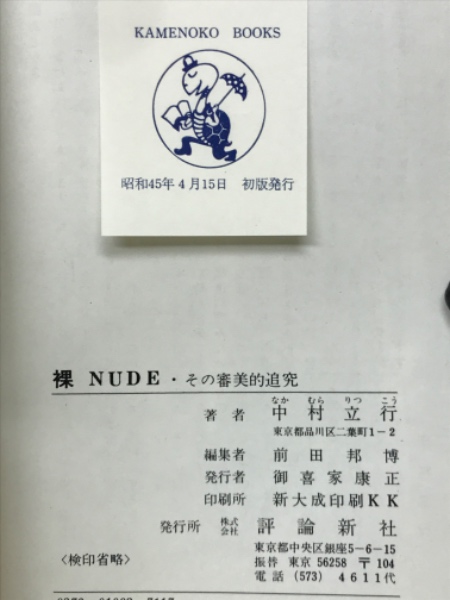 KAMENOKO BOOKS
昭和45年4月15日 初版発行
裸 NUDE・その審美的追究
なか むら りつ こう
著者 中村立行
東京都品川区二葉町1-2
編集者 前田邦博
発行者 御喜家康正
印刷所 新大成印刷KK
発行所 株式会社 評論新社
東京都中央区銀座5-6-15
〈検印省略〉 振替 東京 56258 〒104
電話 (573) 4611代